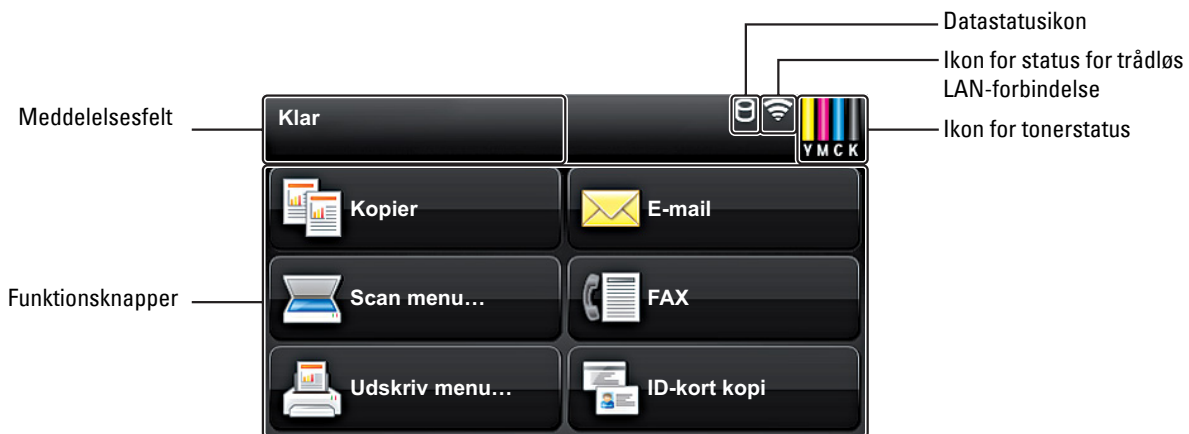 Datastatusikon
Ikon for status for trådløs
LAN-forbindelse
Meddelelsesfelt
Klar
Ikon for tonerstatus
Y M C K
Kopier
E-mail
Funktionsknapper
Scan menu...
FAX
Udskriv menu...
ID-kort kopi